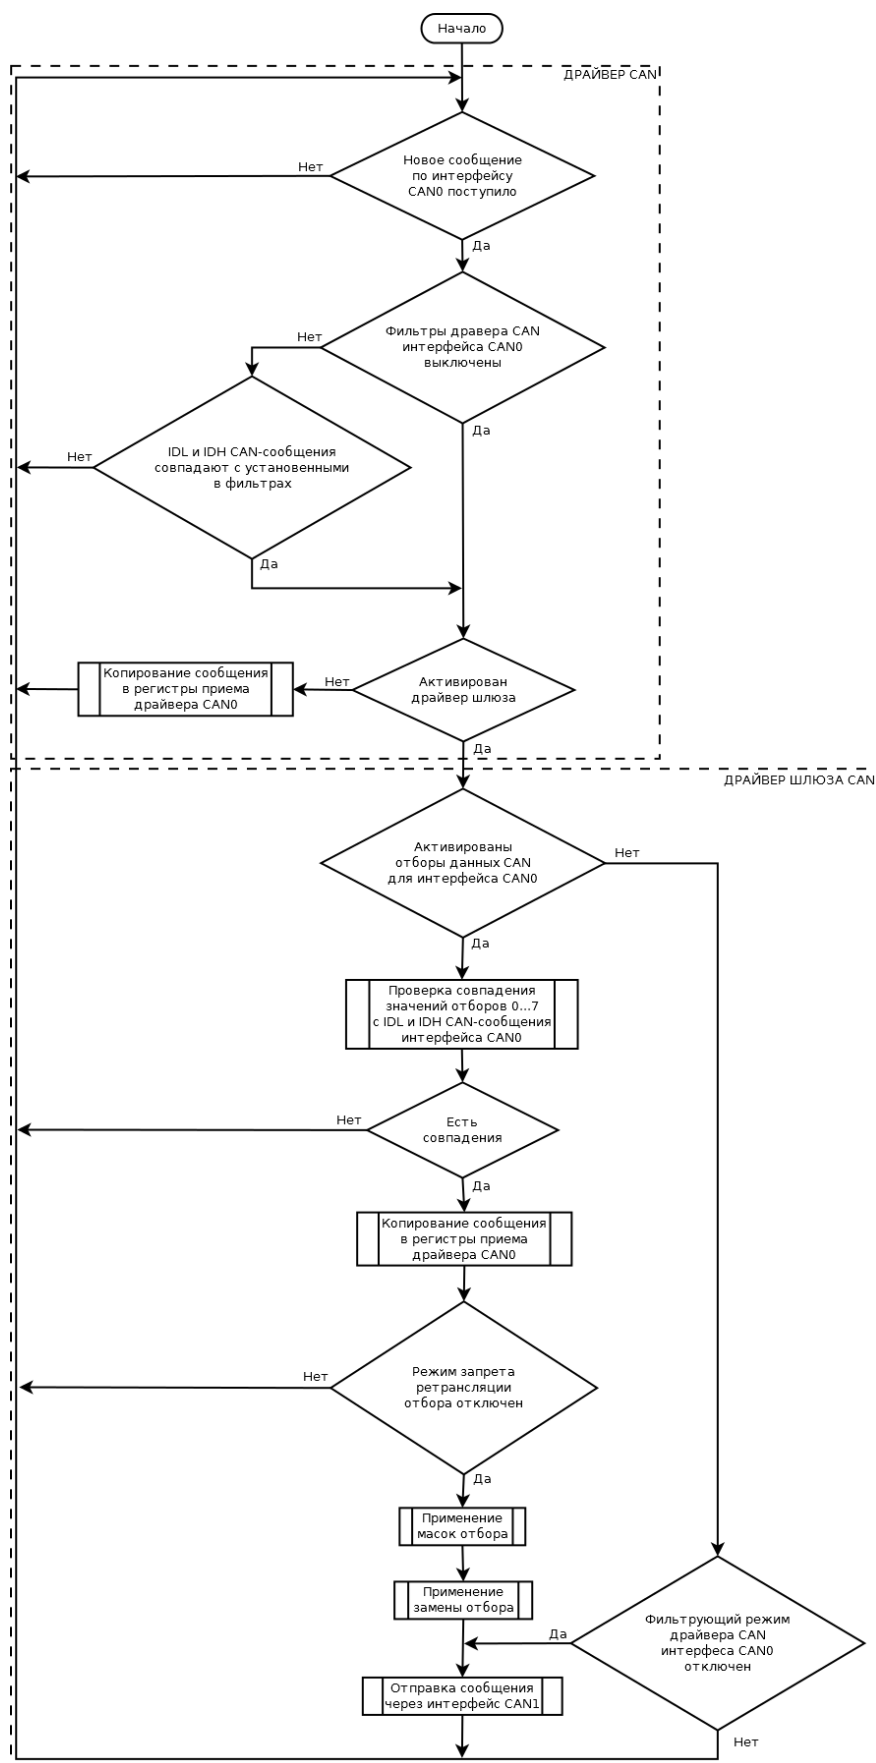 Начало
ДРАЙВЕР CAN
Новое сообщение
по интерфейсу
CAN0 поступило
Нет
Да
Фильтры дравера CAN
интерфейса CAN0
выключены
Нет
Да
IDL и IDH CAN-сообщения
совпадают с установенными
в фильтрах
Нет
Да
Активирован
драйвер шлюза
Нет
Копирование сообщения
в регистры приема
драйвера CAN0
Да
ДРАЙВЕР ШЛЮЗА CAN
Активированы
отборы данных CAN
для интерфейса CAN0
Нет
Да
Проверка совпадения
значений отборов 0...7
с IDL и IDH CAN-сообщения
интерфейса CAN0
Есть
совпадения
Нет
Да
Копирование сообщения
в регистры приема
драйвера CAN0
Режим запрета
ретрансляции
отбора отключен
Нет
Да
Применение
масок отбора
Применение
замены отбора
Фильтрующий режим
драйвера CAN
интерфеса CAN0
отключен
Да
Отправка сообщения
через интерфейс CAN1
Нет